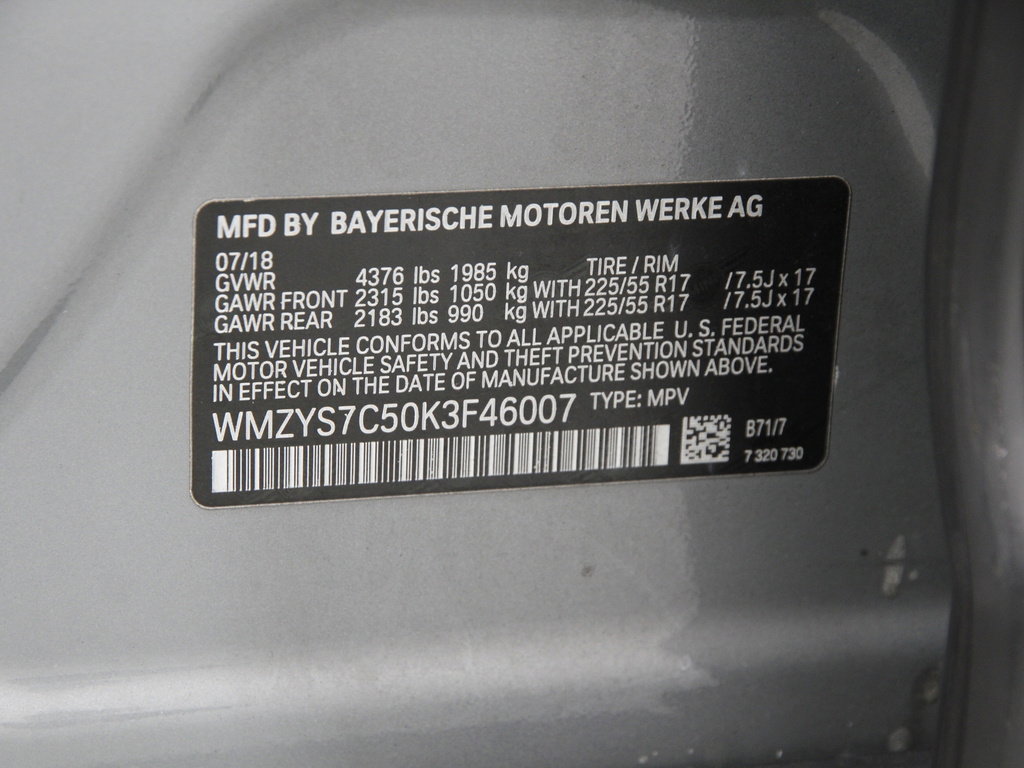 MFD BY BAYERISCHE MOTOREN WERKE AG
07/18 TIRE / RIM
GVWR 4376 lbs 1985 kg
GAWR FRONT 2315 lbs 1050 kg WITH 225/55 R17 /7.5J x 17
GAWR REAR 2183 lbs 990 kg WITH 225/55 R17 /7.5J x 17
THIS VEHICLE CONFORMS TO ALL APPLICABLE U. S. FEDERAL
MOTOR VEHICLE SAFETY AND THEFT PREVENTION STANDARDS
IN EFFECT ON THE DATE OF MANUFACTURE SHOWN ABOVE.
WMZYS7C50K3F46007 TYPE: MPV
B71/7
7 320 730